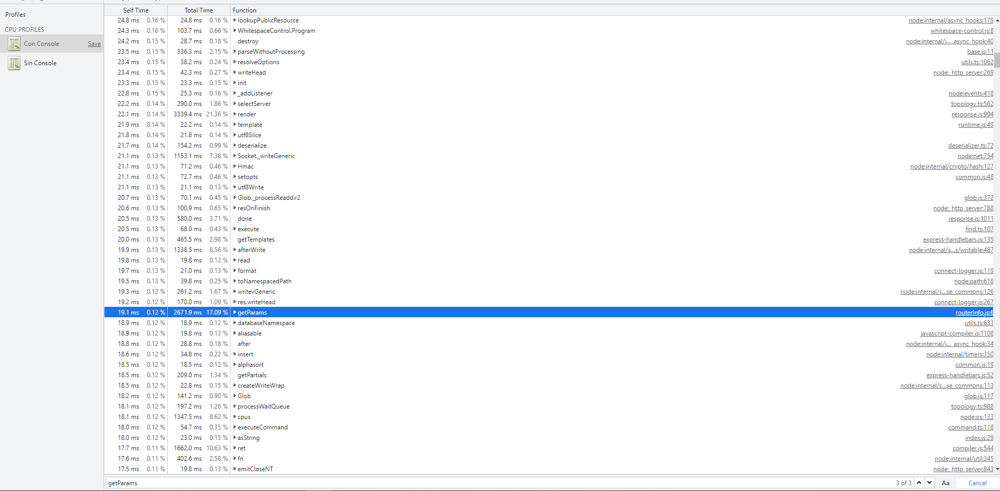 Self Time Total Time Function
Profiles
CPU PROFILES
Con Console Save
Sin Console
24.8 ms 0.16 % 24.8 ms 0.16 % lookupPublicResource node:internal/async_hooks:179
24.3 ms 0.16 % 103.7 ms 0.66 % WhitespaceControl.Program whitespace-control.js:8
24.2 ms 0.15 % 28.7 ms 0.18 % destroy node:internal/i…_async_hook:40
23.5 ms 0.15 % 336.3 ms 2.15 % parseWithoutProcessing base.js:11
23.4 ms 0.15 % 38.2 ms 0.24 % resolveOptions utils.ts:1062
23.4 ms 0.15 % 42.3 ms 0.27 % writeHead node:_http_server:269
23.3 ms 0.15 % 23.3 ms 0.15 % init
22.8 ms 0.15 % 25.3 ms 0.16 % _addListener node:events:418
22.2 ms 0.14 % 290.0 ms 1.86 % selectServer topology.ts:562
22.1 ms 0.14 % 3339.4 ms 21.36 % render response.js:994
21.9 ms 0.14 % 22.2 ms 0.14 % template runtime.js:49
21.8 ms 0.14 % 21.8 ms 0.14 % utf8Slice
21.7 ms 0.14 % 154.2 ms 0.99 % deserialize deserializer.ts:72
21.1 ms 0.13 % 1153.1 ms 7.38 % Socket._writeGeneric node:net:754
21.1 ms 0.13 % 71.2 ms 0.46 % Hmac node:internal/crypto/hash:127
21.1 ms 0.13 % 72.7 ms 0.46 % setopts common.js:48
21.1 ms 0.13 % 21.1 ms 0.13 % utf8Write
20.7 ms 0.13 % 70.1 ms 0.45 % Glob._processReaddir2 glob.js:372
20.6 ms 0.13 % 100.9 ms 0.65 % resOnFinish node:_http_server:788
20.5 ms 0.13 % 580.0 ms 3.71 % done response.js:1011
20.5 ms 0.13 % 68.0 ms 0.43 % execute find.ts:107
20.0 ms 0.13 % 465.5 ms 2.98 % getTemplates express-handlebars.js:135
19.9 ms 0.13 % 1338.5 ms 8.56 % afterWrite node:internal/s…s/writable:487
19.8 ms 0.13 % 19.8 ms 0.13 % read
19.7 ms 0.13 % 21.0 ms 0.13 % format connect-logger.js:119
19.5 ms 0.13 % 39.8 ms 0.25 % toNamespacedPath node:path:618
19.3 ms 0.12 % 261.2 ms 1.67 % writevGeneric node:internal/s…se_commons:126
19.2 ms 0.12 % 170.0 ms 1.09 % res.writeHead connect-logger.js:267
19.1 ms 0.12 % 2671.9 ms 17.09 % getParams routerInfo.js:6
18.9 ms 0.12 % 18.9 ms 0.12 % databaseNamespace utils.ts:631
18.9 ms 0.12 % 19.8 ms 0.13 % aliasable javascript-compiler.js:1108
18.8 ms 0.12 % 28.8 ms 0.18 % after node:internal/i…_async_hook:34
18.6 ms 0.12 % 34.8 ms 0.22 % insert node:internal/timers:350
18.5 ms 0.12 % 18.5 ms 0.12 % alphasort common.js:19
18.5 ms 0.12 % 209.0 ms 1.34 % getPartials express-handlebars.js:52
18.5 ms 0.12 % 22.8 ms 0.15 % createWriteWrap node:internal/s…se_commons:113
18.2 ms 0.12 % 141.2 ms 0.90 % Glob glob.js:117
18.1 ms 0.12 % 197.2 ms 1.26 % processWaitQueue topology.ts:988
18.1 ms 0.12 % 1347.5 ms 8.62 % cpus node:os:133
18.0 ms 0.12 % 54.7 ms 0.35 % executeCommand command.ts:118
18.0 ms 0.12 % 23.0 ms 0.15 % asString index.js:29
17.7 ms 0.11 % 1662.0 ms 10.63 % ret compiler.js:544
17.6 ms 0.11 % 402.6 ms 2.58 % fn node:internal/util:345
17.5 ms 0.11 % 19.8 ms 0.13 % emitCloseNT node:_http_server:843
getParams 3 of 3 Aa Cancel